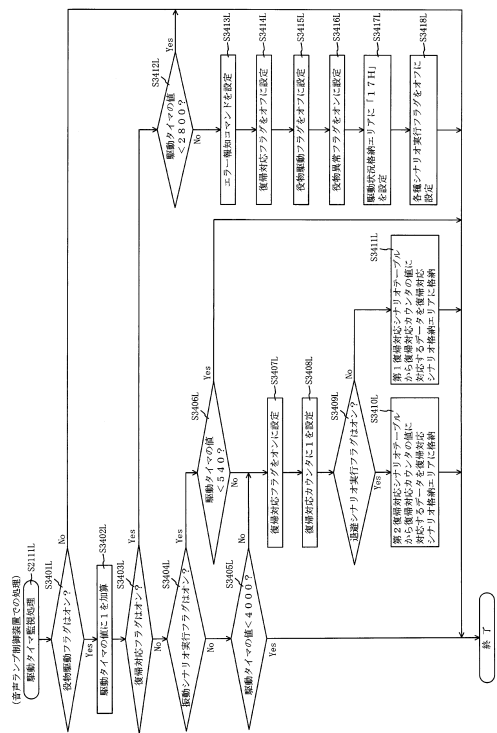 (音声ランプ制御装置での処理)
駆動タイマ監視処理
S2111L
S3401L
役物駆動フラグはオン?
No
Yes
S3402L
駆動タイマの値に1を加算
S3403L
復帰対応フラグはオン?
Yes
No
S3404L
振動シナリオ実行フラグはオン?
Yes
No
S3405L
駆動タイマの値<4000?
No
Yes
S3406L
駆動タイマの値
<540?
Yes
No
S3407L
復帰対応フラグをオンに設定
S3408L
復帰対応カウンタに1を設定
S3409L
退避シナリオ実行フラグはオン?
No
Yes
S3410L
第2復帰対応シナリオテーブル
から復帰対応カウンタの値に
対応するデータを復帰対応
シナリオ格納エリアに格納
S3411L
第1復帰対応シナリオテーブル
から復帰対応カウンタの値に
対応するデータを復帰対応
シナリオ格納エリアに格納
S3412L
駆動タイマの値
<2800?
Yes
No
S3413L
エラー報知コマンドを設定
S3414L
復帰対応フラグをオフに設定
S3415L
役物駆動フラグをオフに設定
S3416L
役物異常フラグをオンに設定
S3417L
駆動状況格納エリアに「17H」
を設定
S3418L
各種シナリオ実行フラグをオフに
設定
終了